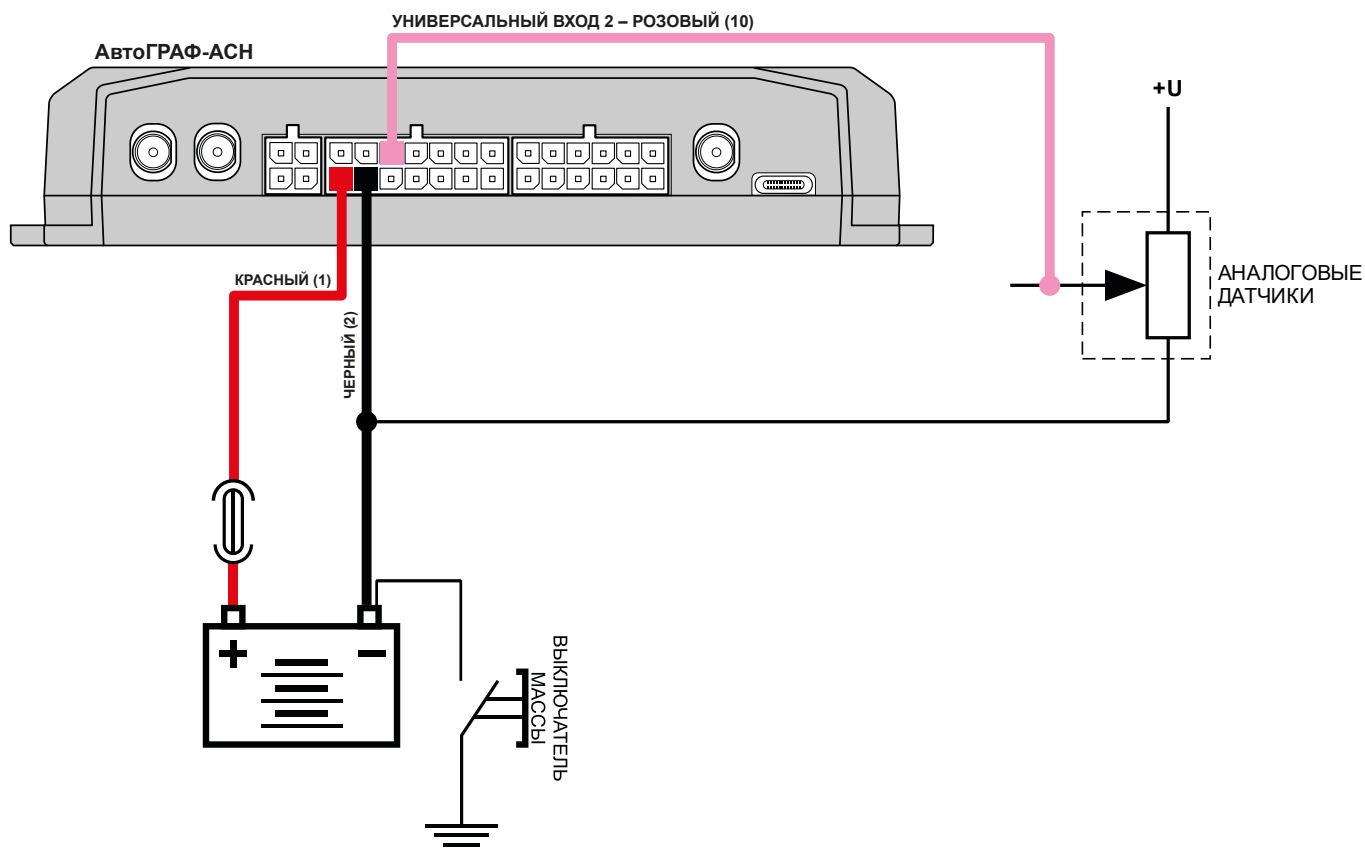 УНИВЕРСАЛЬНЫЙ ВХОД 2 – РОЗОВЫЙ (10)
АвтоГРАФ-АСН
+U
КРАСНЫЙ (1)
ЧЕРНЫЙ (2)
АНАЛОГОВЫЕ
ДАТЧИКИ
ВЫКЛЮЧАТЕЛЬ
МАССЫ